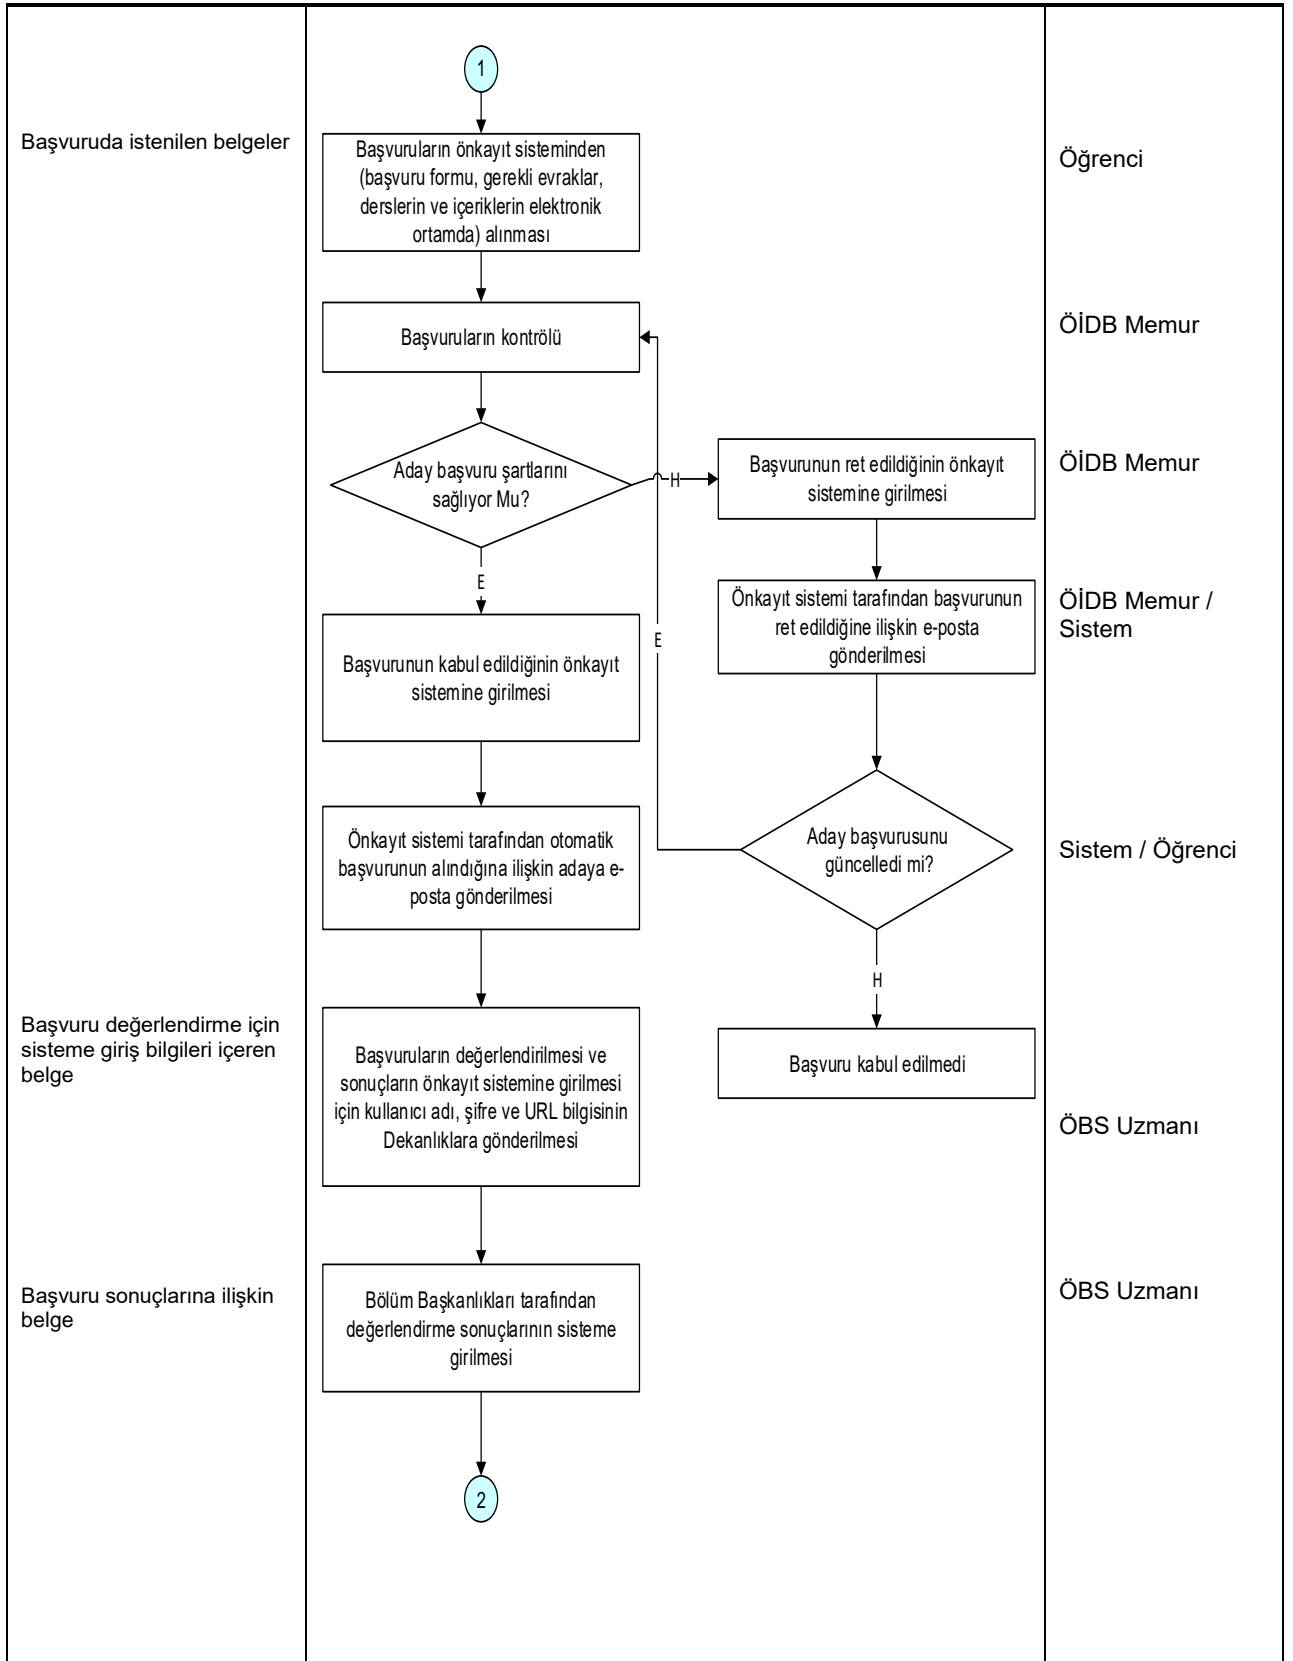 1
Başvuruda istenilen belgeler
Başvuruların önkayıt sisteminden
(başvuru formu, gerekli evraklar,
derslerin ve içeriklerin elektronik
ortamda) alınması
Öğrenci
Başvuruların kontrölü
ÖİDB Memur
Aday başvuru şartlarını
sağlıyor Mu?
H
Başvurunun ret edildiğinin önkayıt
sistemine girilmesi
ÖİDB Memur
E
Önkayıt sistemi tarafından başvurunun
ret edildiğine ilişkin e-posta
gönderilmesi
ÖİDB Memur /
Sistem
E
Başvurunun kabul edildiğinin önkayıt
sistemine girilmesi
Önkayıt sistemi tarafından otomatik
başvurunun alındığına ilişkin adaya e-
posta gönderilmesi
Aday başvurusunu
güncelledi mi?
Sistem / Öğrenci
H
Başvuru değerlendirme için
sisteme giriş bilgileri içeren
belge
Başvuruların değerlendirilmesi ve
sonuçların önkayıt sistemine girilmesi
için kullanıcı adı, şifre ve URL bilgisinin
Dekanlıklara gönderilmesi
Başvuru kabul edilmedi
ÖBS Uzmanı
Başvuru sonuçlarına ilişkin
belge
Bölüm Başkanlıkları tarafından
değerlendirme sonuçlarının sisteme
girilmesi
ÖBS Uzmanı
2